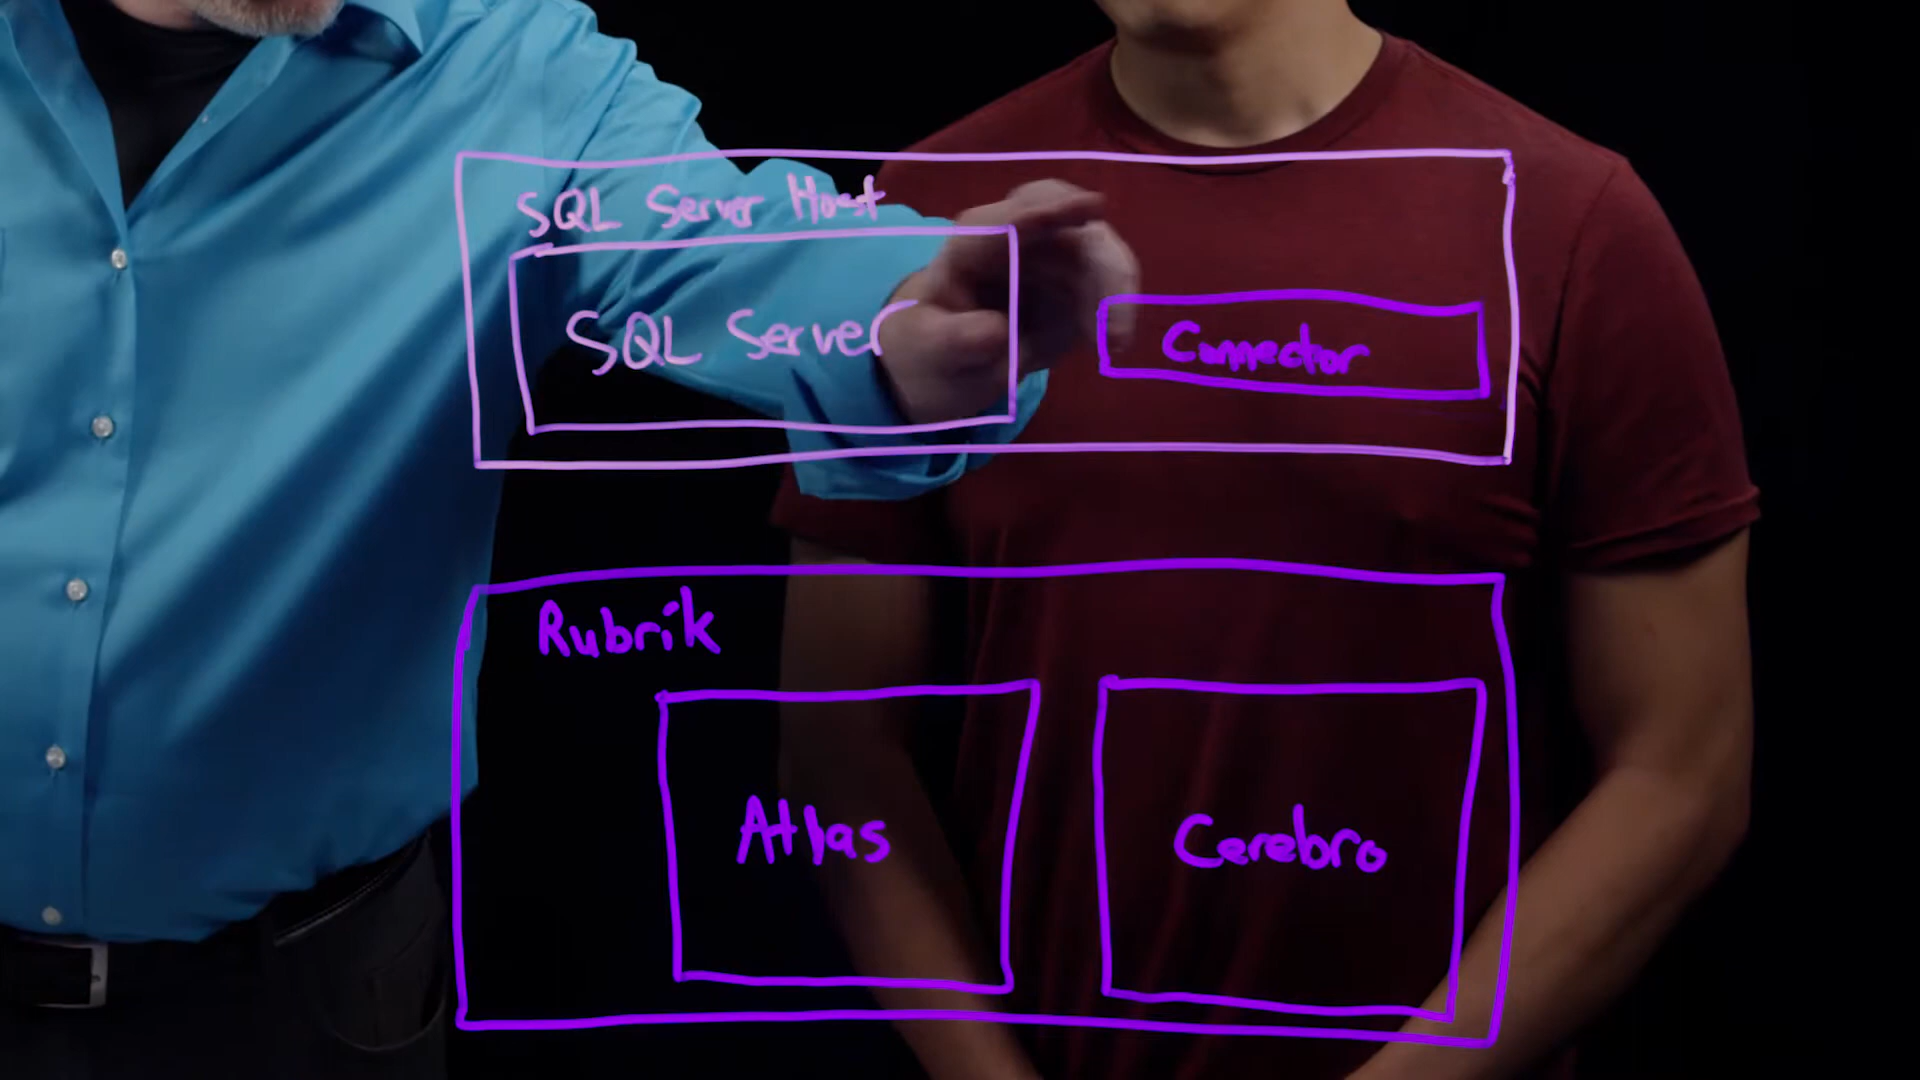 SQL Server Host
SQL Server
Connector
Rubrik
Atlas
Cerebro